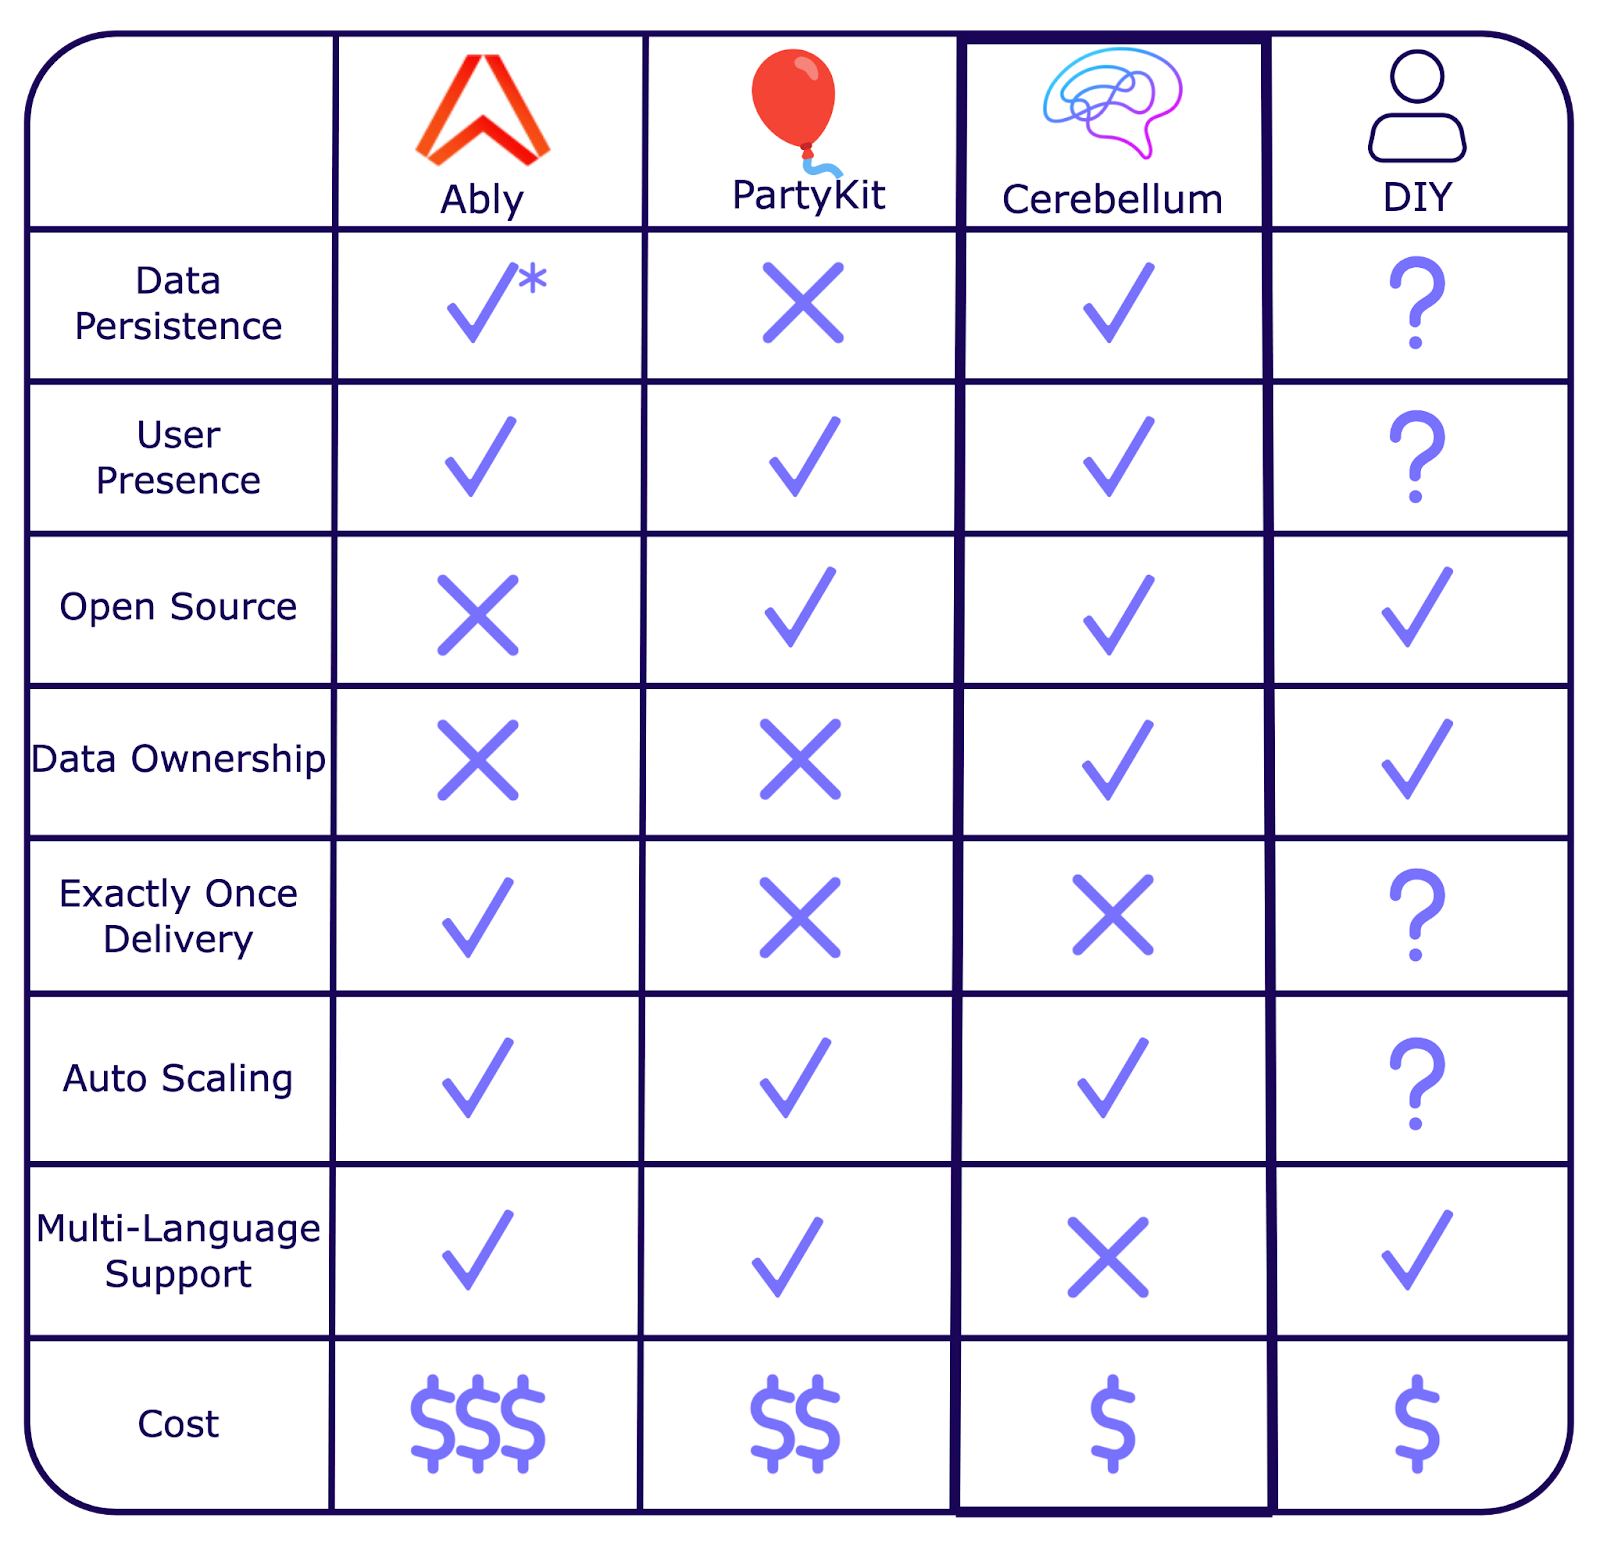 Ably
PartyKit
Cerebellum
DIY
Data
Persistence
✓*
✕
✓
?
User
Presence
✓
✓
✓
?
Open Source
✕
✓
✓
✓
Data Ownership
✕
✕
✓
✓
Exactly Once
Delivery
✓
✕
✕
?
Auto Scaling
✓
✓
✓
?
Multi-Language
Support
✓
✓
✕
✓
Cost
$$$
$$
$
$